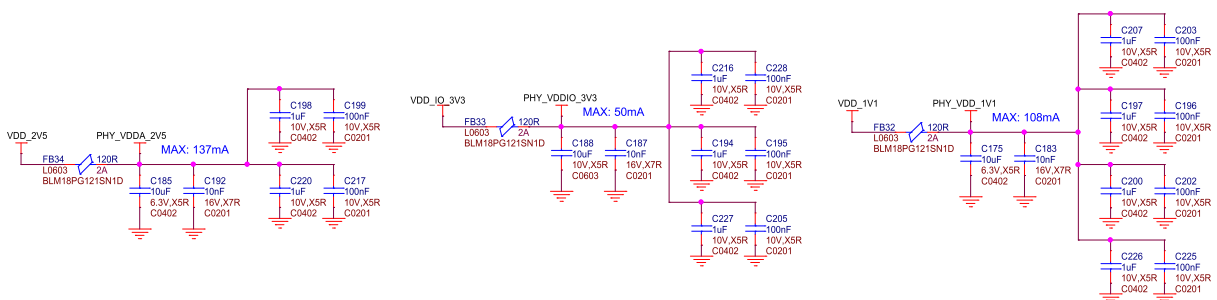 VDD_2V5
FB34
L0603
120R
2A
BLM18PG121SN1D
PHY_VDDA_2V5
MAX: 137mA
C185
10uF
6.3V,X5R
C0402
C192
10nF
16V,X7R
C0201
C198
1uF
10V,X5R
C0402
C199
100nF
10V,X5R
C0201
C220
1uF
10V,X5R
C0402
C217
100nF
10V,X5R
C0201
VDD_IO_3V3
FB33
L0603
120R
2A
BLM18PG121SN1D
PHY_VDDIO_3V3
MAX: 50mA
C188
10uF
10V,X5R
C0603
C187
10nF
16V,X7R
C0201
C216
1uF
10V,X5R
C0402
C228
100nF
10V,X5R
C0201
C194
1uF
10V,X5R
C0402
C195
100nF
10V,X5R
C0201
C227
1uF
10V,X5R
C0402
C205
100nF
10V,X5R
C0201
VDD_1V1
FB32
L0603
120R
2A
BLM18PG121SN1D
PHY_VDD_1V1
MAX: 108mA
C175
10uF
6.3V,X5R
C0402
C183
10nF
16V,X7R
C0201
C207
1uF
10V,X5R
C0402
C203
100nF
10V,X5R
C0201
C197
1uF
10V,X5R
C0402
C196
100nF
10V,X5R
C0201
C200
1uF
10V,X5R
C0402
C202
100nF
10V,X5R
C0201
C226
1uF
10V,X5R
C0402
C225
100nF
10V,X5R
C0201